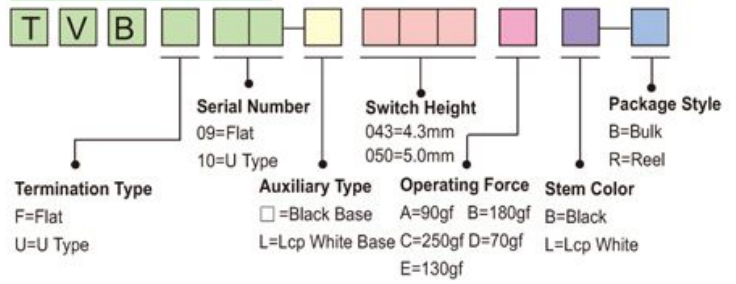 T V B
Serial Number
09=Flat
10=U Type
Switch Height
043=4.3mm
050=5.0mm
Package Style
B=Bulk
R=Reel
Termination Type
F=Flat
U=U Type
Auxiliary Type
□ =Black Base
L=Lcp White Base
Operating Force
A=90gf B=180gf
C=250gf D=70gf
E=130gf
Stem Color
B=Black
L=Lcp White